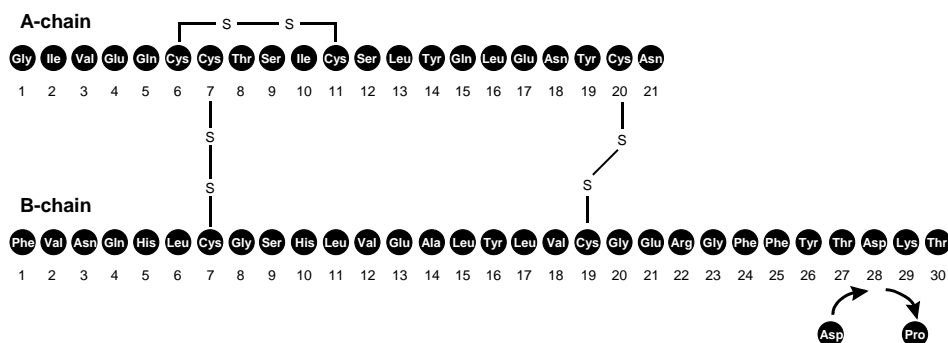 A-chain
S S
Gly Ile Val Glu Gln Cys Cys Thr Ser Ile Cys Ser Leu Tyr Gln Leu Glu Asn Tyr Cys Asn
1 2 3 4 5 6 7 8 9 10 11 12 13 14 15 16 17 18 19 20 21
S S
S S
B-chain
Phe Val Asn Gln His Leu Cys Gly Ser His Leu Val Glu Ala Leu Tyr Leu Val Cys Gly Glu Arg Gly Phe Phe Tyr Thr Asp Lys Thr
1 2 3 4 5 6 7 8 9 10 11 12 13 14 15 16 17 18 19 20 21 22 23 24 25 26 27 28 29 30
Asp Pro